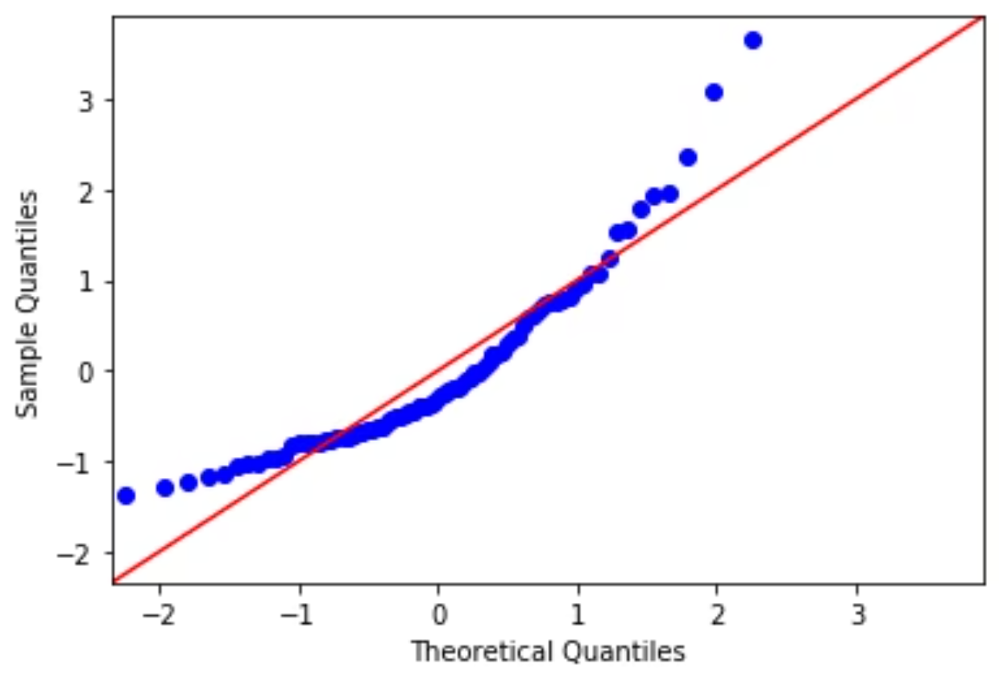 3
2
1
0
−1
−2
Sample Quantiles
−2 −1 0 1 2 3
Theoretical Quantiles